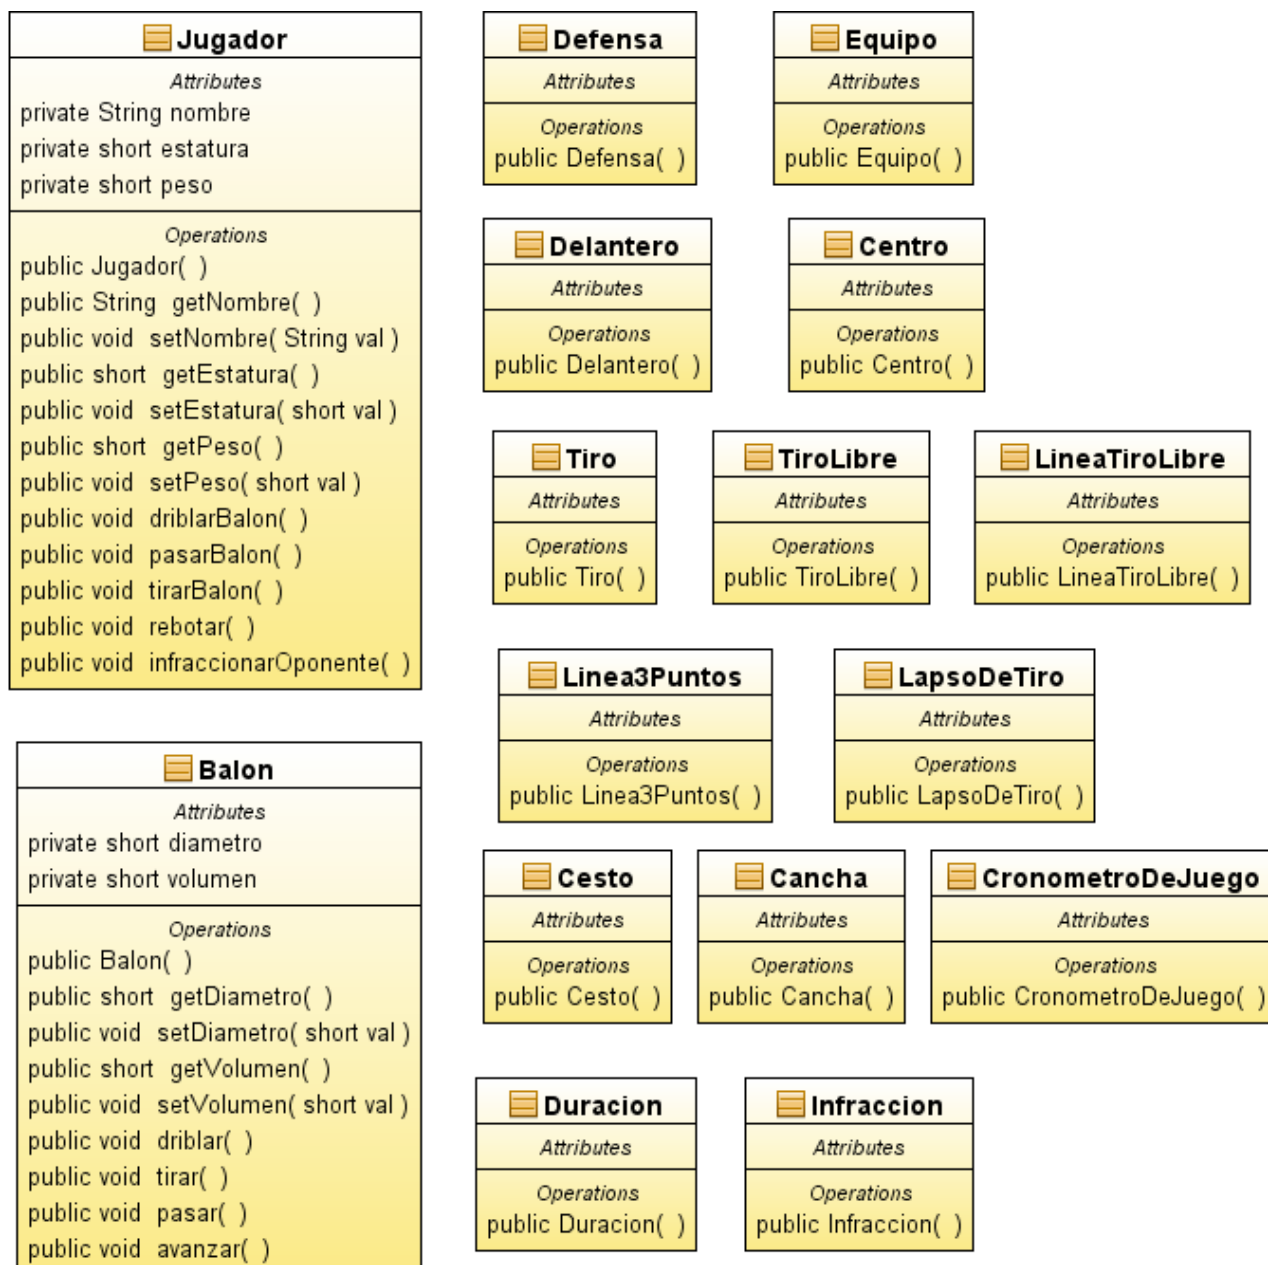 Jugador
Attributes
private String nombre
private short estatura
private short peso
Operations
public Jugador( )
public String getNombre( )
public void setNombre( String val )
public short getEstatura( )
public void setEstatura( short val )
public short getPeso( )
public void setPeso( short val )
public void driblarBalon( )
public void pasarBalon( )
public void tirarBalon( )
public void rebotar( )
public void infraccionarOponente( )
Balon
Attributes
private short diametro
private short volumen
Operations
public Balon( )
public short getDiametro( )
public void setDiametro( short val )
public short getVolumen( )
public void setVolumen( short val )
public void driblar( )
public void tirar( )
public void pasar( )
public void avanzar( )
Defensa
Attributes
Operations
public Defensa( )
Equipo
Attributes
Operations
public Equipo( )
Delantero
Attributes
Operations
public Delantero( )
Centro
Attributes
Operations
public Centro( )
Tiro
Attributes
Operations
public Tiro( )
TiroLibre
Attributes
Operations
public TiroLibre( )
LineaTiroLibre
Attributes
Operations
public LineaTiroLibre( )
Linea3Puntos
Attributes
Operations
public Linea3Puntos( )
LapsoDeTiro
Attributes
Operations
public LapsoDeTiro( )
Cesto
Attributes
Operations
public Cesto( )
Cancha
Attributes
Operations
public Cancha( )
CronometroDeJuego
Attributes
Operations
public CronometroDeJuego( )
Duracion
Attributes
Operations
public Duracion( )
Infraccion
Attributes
Operations
public Infraccion( )